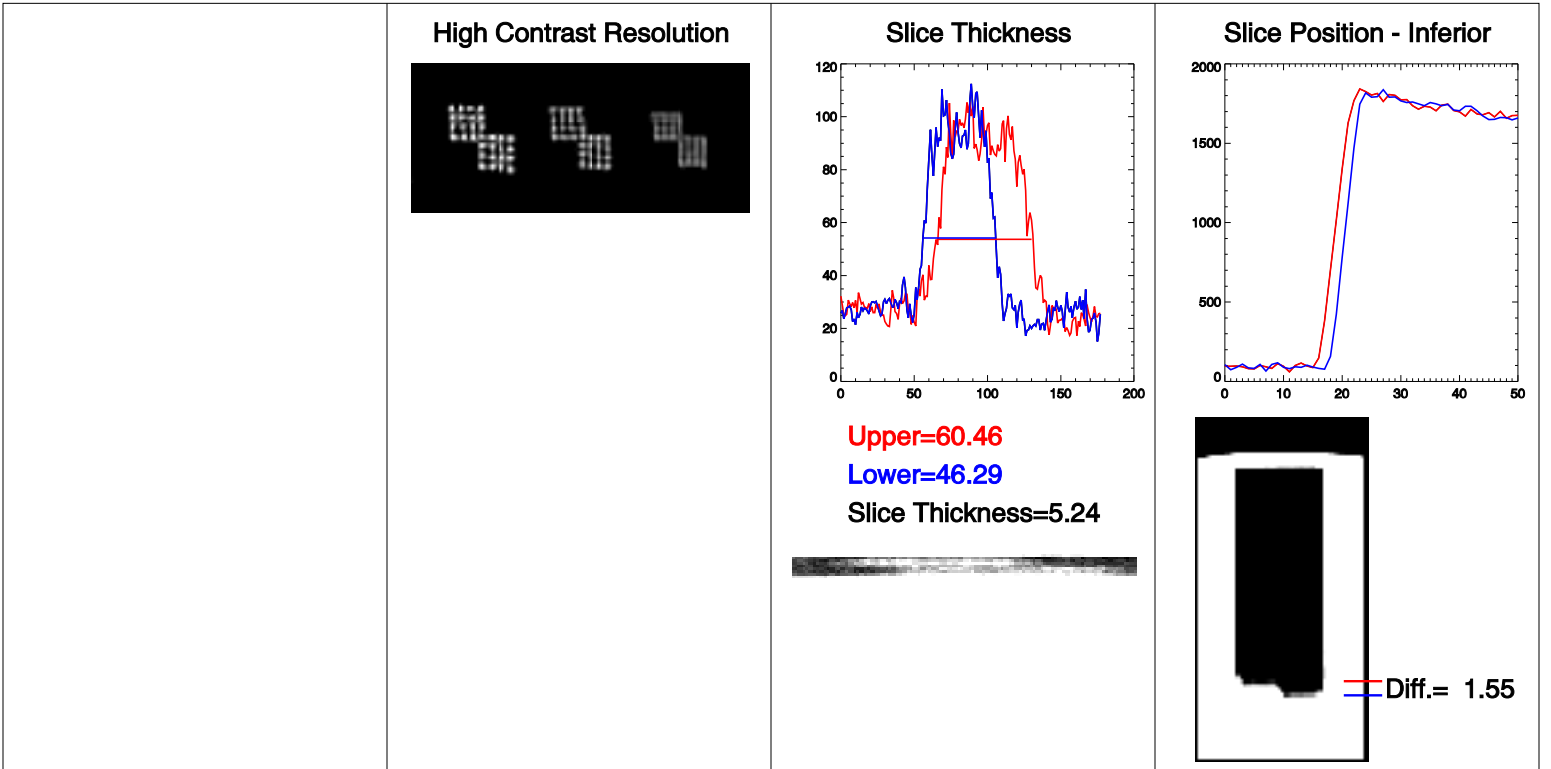 High Contrast Resolution
Slice Thickness
120
100
80
60
40
20
0
0 50 100 150 200
Upper=60.46
Lower=46.29
Slice Thickness=5.24
Slice Position - Inferior
2000
1500
1000
500
0
0 10 20 30 40 50
Diff.= 1.55